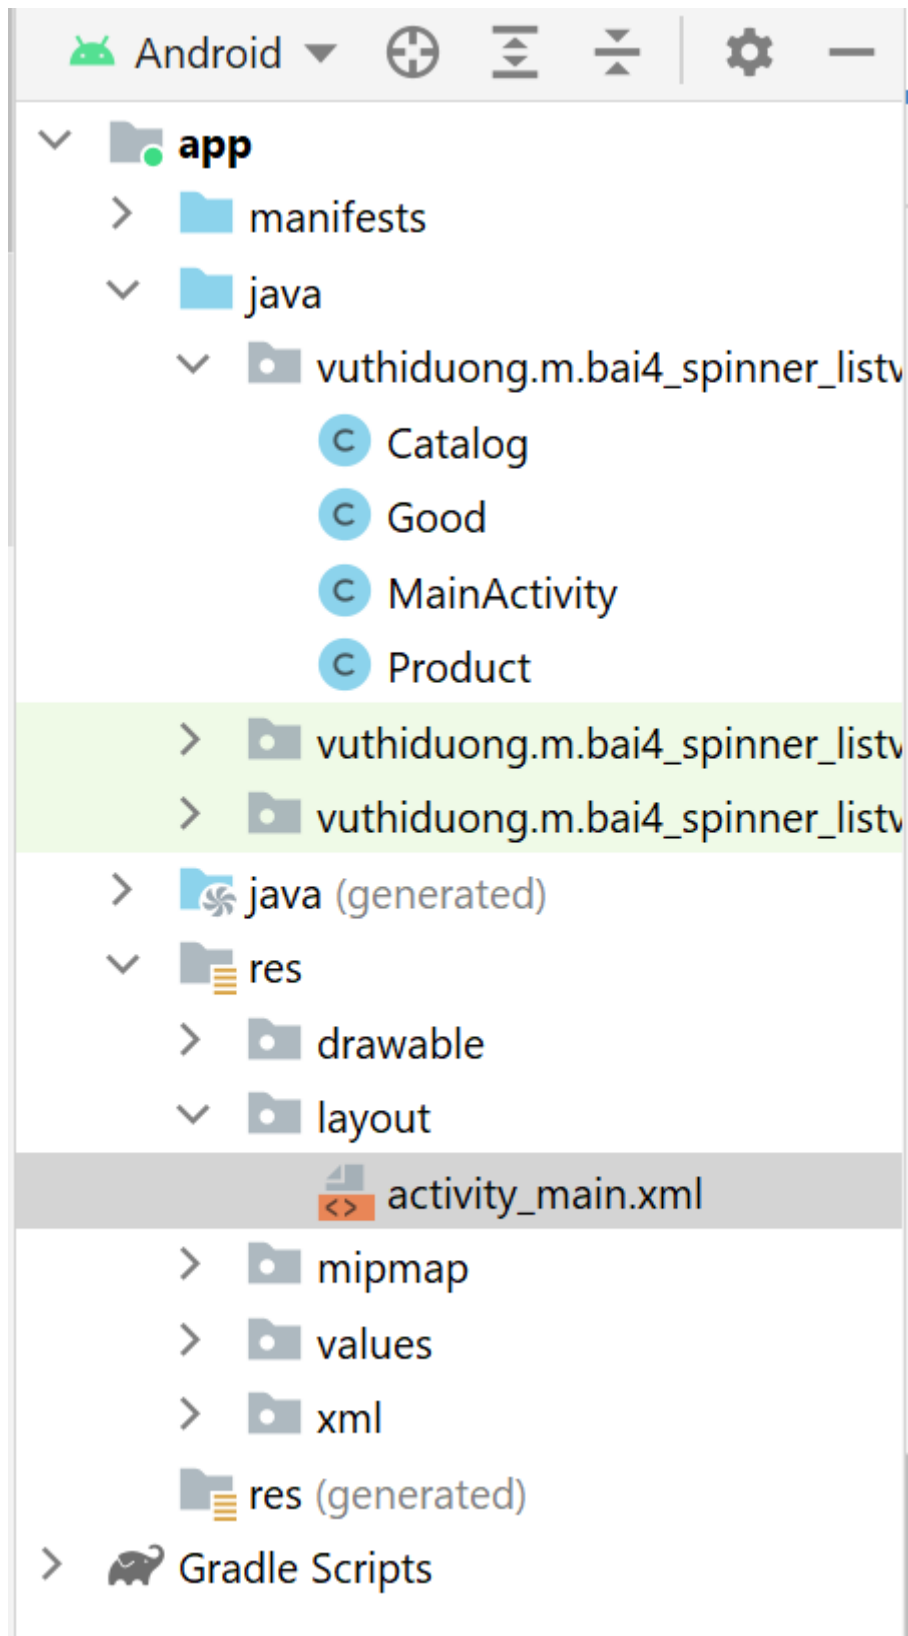 Android
app
manifests
java
vuthiduong.m.bai4_spinner_listv
Catalog
Good
MainActivity
Product
vuthiduong.m.bai4_spinner_listv
vuthiduong.m.bai4_spinner_listv
java (generated)
res
drawable
layout
activity_main.xml
mipmap
values
xml
res (generated)
Gradle Scripts